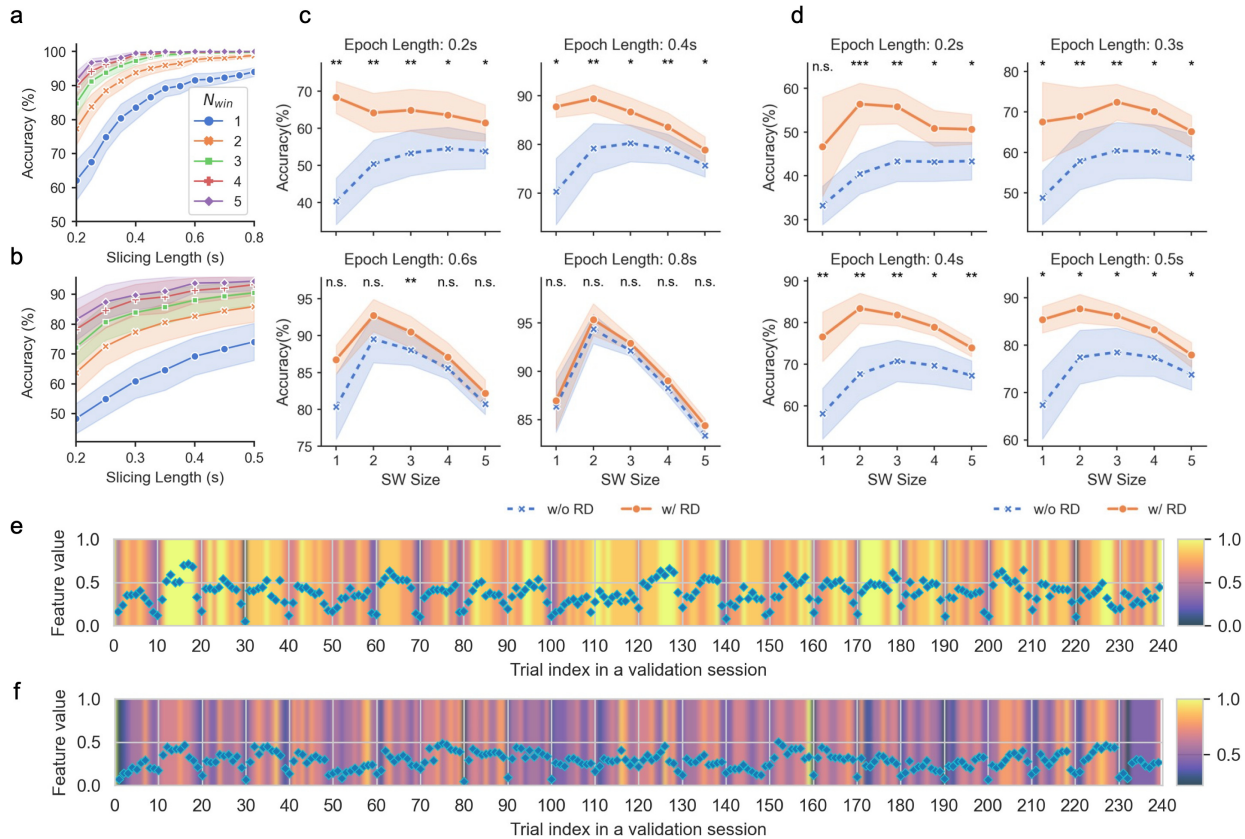 a
100
90
80
70
60
50
Accuracy (%)
N_win
1
2
3
4
5
0.2 0.4 0.6 0.8
Slicing Length (s)
b
90
80
70
60
50
Accuracy (%)
0.2 0.3 0.4 0.5
Slicing Length (s)
c
Epoch Length: 0.2s
** ** ** * *
70
60
50
40
Accuracy(%)
Epoch Length: 0.4s
* ** * ** *
90
80
70
Epoch Length: 0.6s
n.s. n.s. ** n.s. n.s.
95
90
85
80
75
Accuracy(%)
1 2 3 4 5
SW Size
Epoch Length: 0.8s
n.s. n.s. n.s. n.s. n.s.
95
90
85
1 2 3 4 5
SW Size
w/o RD w/ RD
d
Epoch Length: 0.2s
n.s. *** ** * *
60
50
40
30
Accuracy(%)
Epoch Length: 0.3s
* ** ** * *
80
70
60
50
Epoch Length: 0.4s
** ** ** * **
90
80
70
60
Accuracy(%)
1 2 3 4 5
SW Size
Epoch Length: 0.5s
* * * * *
90
80
70
60
1 2 3 4 5
SW Size
w/o RD w/ RD
e
Feature value
1.0
0.5
0.0
0 10 20 30 40 50 60 70 80 90 100 110 120 130 140 150 160 170 180 190 200 210 220 230 240
Trial index in a validation session
1.0
0.5
0.0
f
Feature value
1.0
0.5
0.0
0 10 20 30 40 50 60 70 80 90 100 110 120 130 140 150 160 170 180 190 200 210 220 230 240
Trial index in a validation session
1.0
0.5